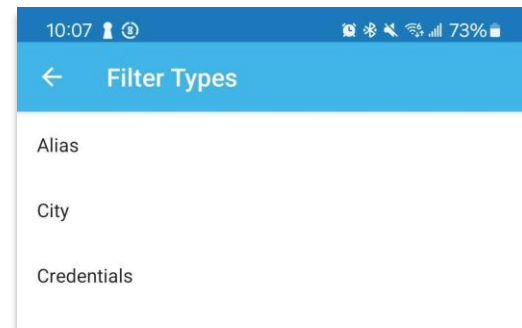 10:07 73%
Filter Types
Alias
City
Credentials